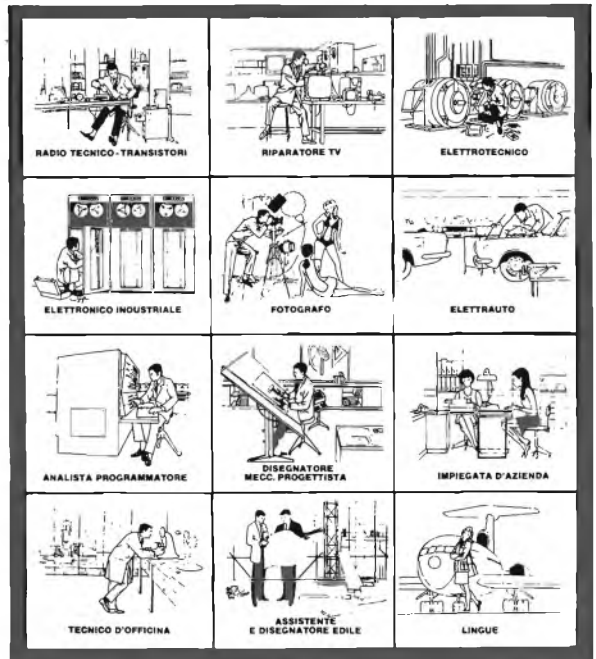 RADIO TECNICO-TRANSISTORI
RIPARATORE TV
ELETTROTECNICO
ELETTRONICO INDUSTRIALE
FOTOGRAFO
ELETTRAUTO
ANALISTA PROGRAMMATORE
DISEGNATORE
MECC. PROGETTISTA
IMPIEGATA D'AZIENDA
TECNICO D'OFFICINA
ASSISTENTE
E DISEGNATORE EDILE
LINGUE